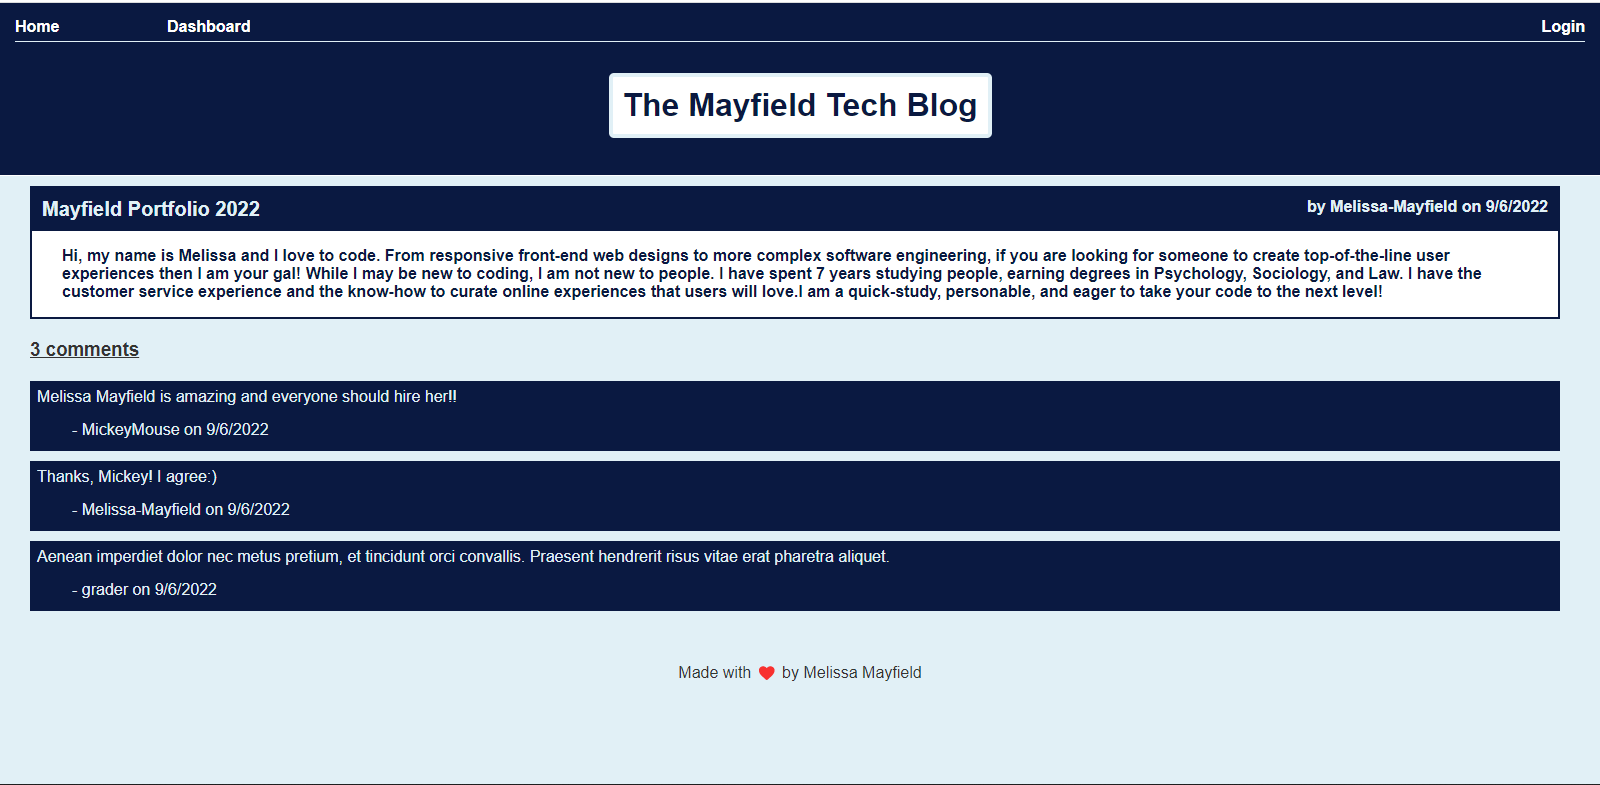 Home Dashboard Login
The Mayfield Tech Blog
Mayfield Portfolio 2022 by Melissa-Mayfield on 9/6/2022
Hi, my name is Melissa and I love to code. From responsive front-end web designs to more complex software engineering, if you are looking for someone to create top-of-the-line user
experiences then I am your gal! While I may be new to coding, I am not new to people. I have spent 7 years studying people, earning degrees in Psychology, Sociology, and Law. I have the
customer service experience and the know-how to curate online experiences that users will love.I am a quick-study, personable, and eager to take your code to the next level!
3 comments
Melissa Mayfield is amazing and everyone should hire her!!
- MickeyMouse on 9/6/2022
Thanks, Mickey! I agree:)
- Melissa-Mayfield on 9/6/2022
Aenean imperdiet dolor nec metus pretium, et tincidunt orci convallis. Praesent hendrerit risus vitae erat pharetra aliquet.
- grader on 9/6/2022
Made with ❤ by Melissa Mayfield